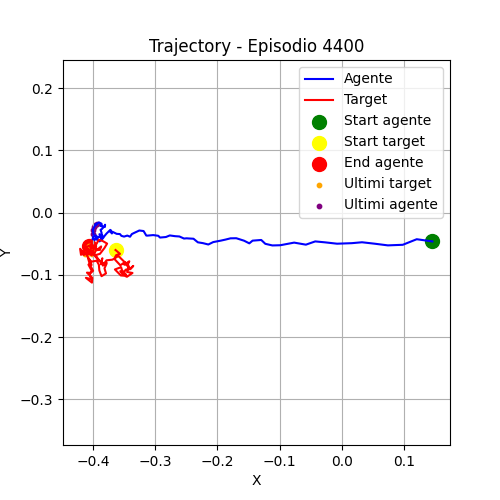 Trajectory - Episodio 4400
Agente
Target
Start agente
Start target
End agente
Ultimi target
Ultimi agente
0.2
0.1
0.0
−0.1
−0.2
−0.3
Y
−0.4
−0.3
−0.2
−0.1
0.0
0.1
X